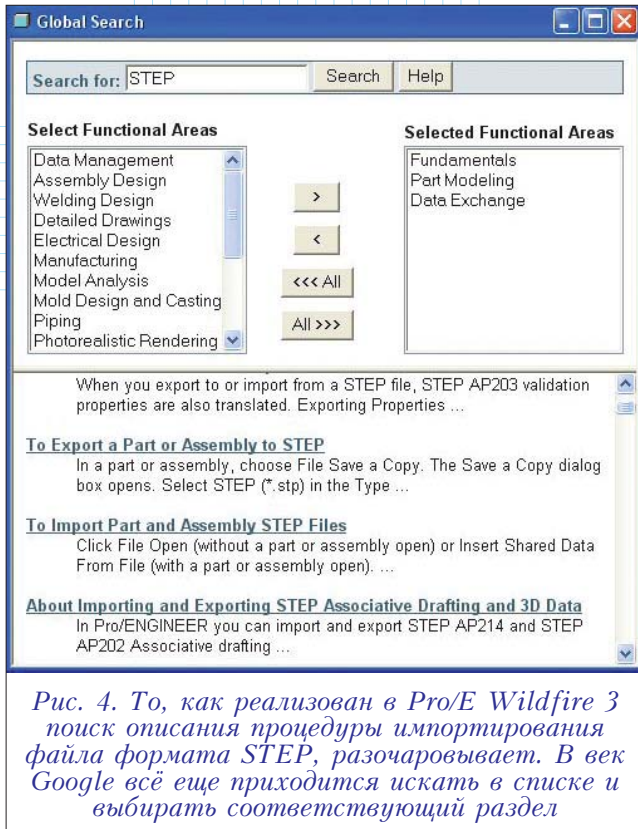 Global Search
Search for: STEP Search Help
Select Functional Areas
Selected Functional Areas
Data Management
Assembly Design
Welding Design
Detailed Drawings
Electrical Design
Manufacturing
Model Analysis
Mold Design and Casting
Piping
Photorealistic Rendering
>
<
<<< All
All >>>
Fundamentals
Part Modeling
Data Exchange
When you export to or import from a STEP file, STEP AP203 validation
properties are also translated. Exporting Properties ...
To Export a Part or Assembly to STEP
In a part or assembly, choose File Save a Copy. The Save a Copy dialog
box opens. Select STEP (*.stp) in the Type ...
To Import Part and Assembly STEP Files
Click File Open (without a part or assembly open) or Insert Shared Data
From File (with a part or assembly open). ...
About Importing and Exporting STEP Associative Drafting and 3D Data
In Pro/ENGINEER you can import and export STEP AP214 and STEP
AP202 Associative drafting ...
Рис. 4. То, как реализован в Pro/E Wildfire 3
поиск описания процедуры импортирования
файла формата STEP, разочаровывает. В век
Google всё еще приходится искать в списке и
выбирать соответствующий раздел